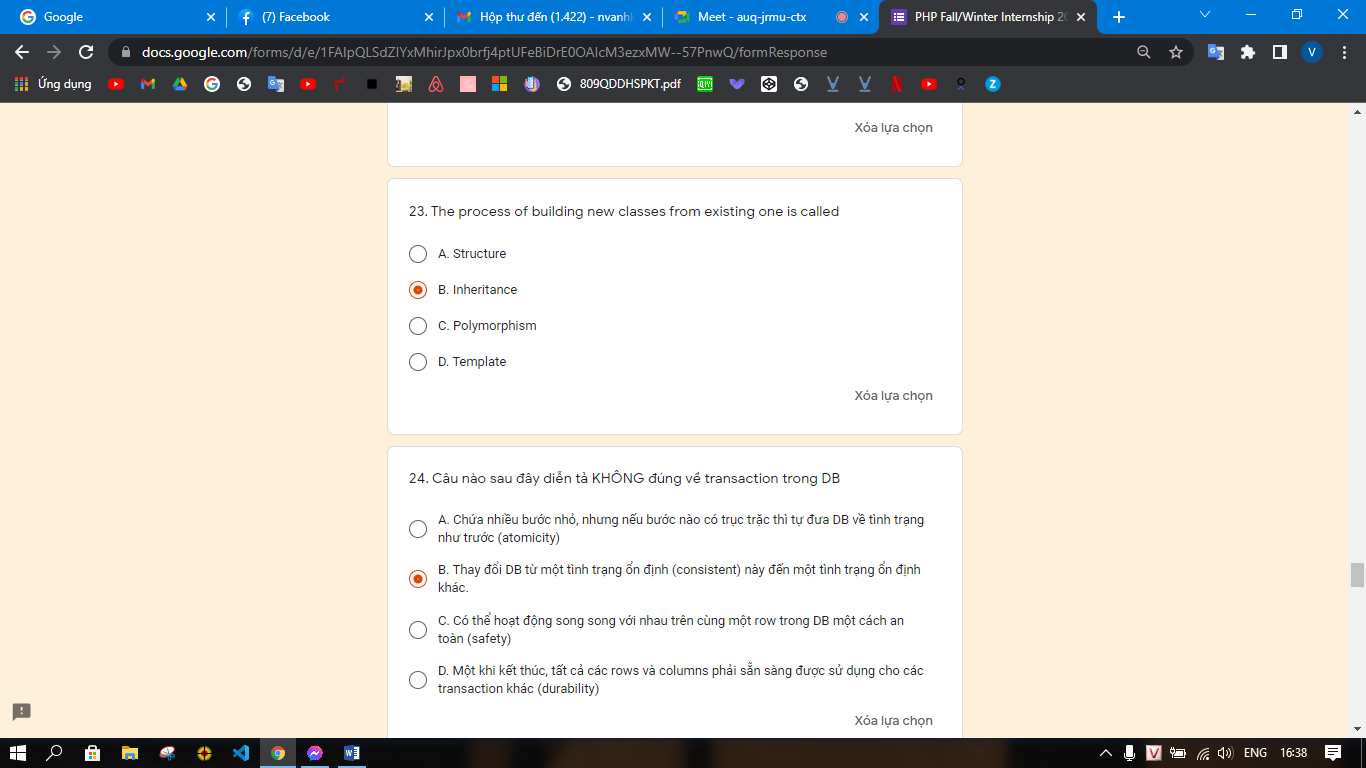 Google
(7) Facebook
Hộp thư đến (1.422) - nvanhl
Meet - auq-jrmu-ctx
PHP Fall/Winter Internship 20
docs.google.com/forms/d/e/1FAIpQLSdZIYxMhirJpx0brfj4ptUFeBiDrE0OAIcM3ezxMW--57PnwQ/formResponse
V
Ứng dụng
809QDDHSPKT.pdf
Xóa lựa chọn
23. The process of building new classes from existing one is called
A. Structure
B. Inheritance
C. Polymorphism
D. Template
Xóa lựa chọn
24. Câu nào sau đây diễn tả KHÔNG đúng về transaction trong DB
A. Chứa nhiều bước nhỏ, nhưng nếu bước nào có trục trặc thì tự đưa DB về tình trạng
như trước (atomicity)
B. Thay đổi DB từ một tình trạng ổn định (consistent) này đến một tình trạng ổn định
khác.
C. Có thể hoạt động song song với nhau trên cùng một row trong DB một cách an
toàn (safety)
D. Một khi kết thúc, tất cả các rows và columns phải sẵn sàng được sử dụng cho các
transaction khác (durability)
Xóa lựa chọn
ENG
16:38